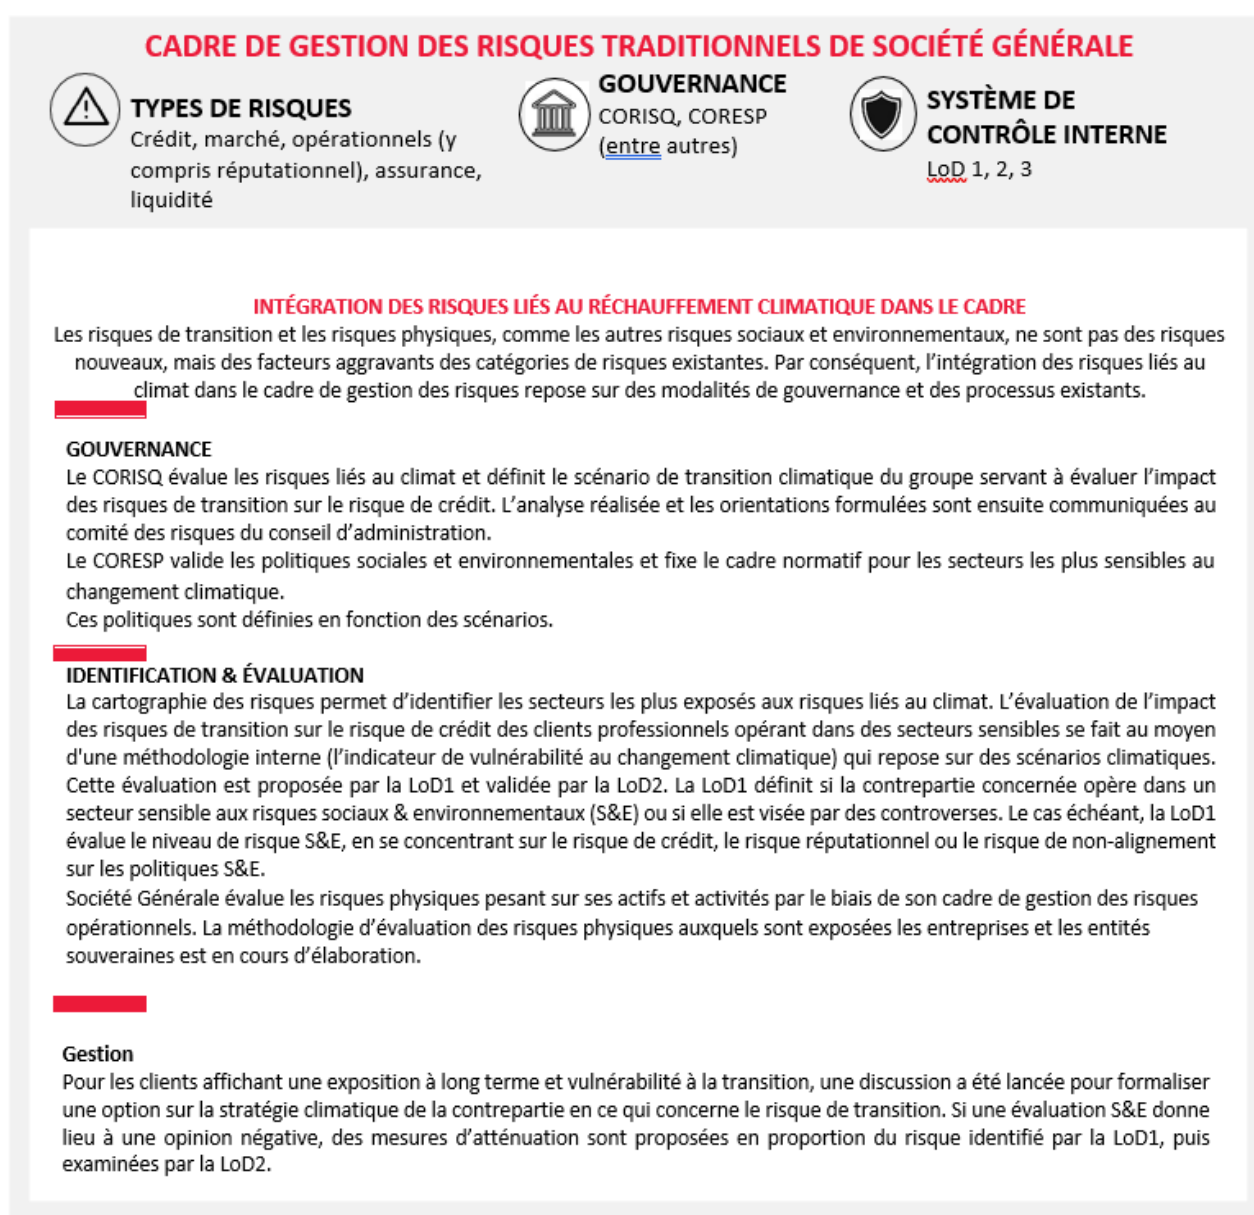 CADRE DE GESTION DES RISQUES TRADITIONNELS DE SOCIÉTÉ GÉNÉRALE
TYPES DE RISQUES
Crédit, marché, opérationnels (y
compris réputationnel), assurance,
liquidité
GOUVERNANCE
CORISQ, CORESP
(entre autres)
SYSTÈME DE
CONTRÔLE INTERNE
LoD 1, 2, 3
INTÉGRATION DES RISQUES LIÉS AU RÉCHAUFFEMENT CLIMATIQUE DANS LE CADRE
Les risques de transition et les risques physiques, comme les autres risques sociaux et environnementaux, ne sont pas des risques
nouveaux, mais des facteurs aggravants des catégories de risques existantes. Par conséquent, l’intégration des risques liés au
climat dans le cadre de gestion des risques repose sur des modalités de gouvernance et des processus existants.
GOUVERNANCE
Le CORISQ évalue les risques liés au climat et définit le scénario de transition climatique du groupe servant à évaluer l’impact
des risques de transition sur le risque de crédit. L’analyse réalisée et les orientations formulées sont ensuite communiquées au
comité des risques du conseil d’administration.
Le CORESP valide les politiques sociales et environnementales et fixe le cadre normatif pour les secteurs les plus sensibles au
changement climatique.
Ces politiques sont définies en fonction des scénarios.
IDENTIFICATION & ÉVALUATION
La cartographie des risques permet d’identifier les secteurs les plus exposés aux risques liés au climat. L’évaluation de l’impact
des risques de transition sur le risque de crédit des clients professionnels opérant dans des secteurs sensibles se fait au moyen
d'une méthodologie interne (l’indicateur de vulnérabilité au changement climatique) qui repose sur des scénarios climatiques.
Cette évaluation est proposée par la LoD1 et validée par la LoD2. La LoD1 définit si la contrepartie concernée opère dans un
secteur sensible aux risques sociaux & environnementaux (S&E) ou si elle est visée par des controverses. Le cas échéant, la LoD1
évalue le niveau de risque S&E, en se concentrant sur le risque de crédit, le risque réputationnel ou le risque de non-alignement
sur les politiques S&E.
Société Générale évalue les risques physiques pesant sur ses actifs et activités par le biais de son cadre de gestion des risques
opérationnels. La méthodologie d’évaluation des risques physiques auxquels sont exposées les entreprises et les entités
souveraines est en cours d’élaboration.
Gestion
Pour les clients affichant une exposition à long terme et vulnérabilité à la transition, une discussion a été lancée pour formaliser
une option sur la stratégie climatique de la contrepartie en ce qui concerne le risque de transition. Si une évaluation S&E donne
lieu à une opinion négative, des mesures d’atténuation sont proposées en proportion du risque identifié par la LoD1, puis
examinées par la LoD2.